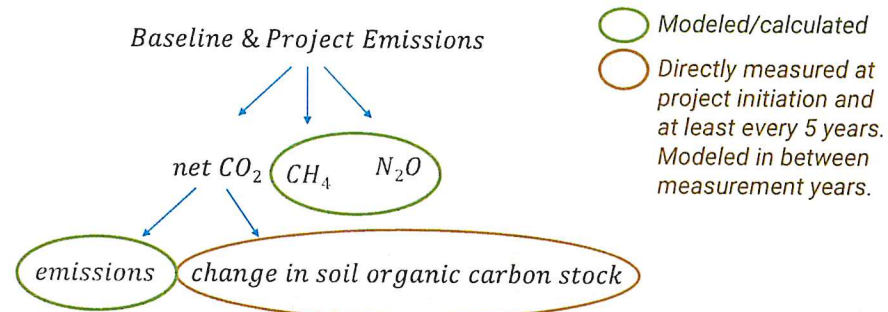 Baseline & Project Emissions
net CO₂
CH₄
N₂O
emissions
change in soil organic carbon stock
Modeled/calculated
Directly measured at
project initiation and
at least every 5 years.
Modeled in between
measurement years.